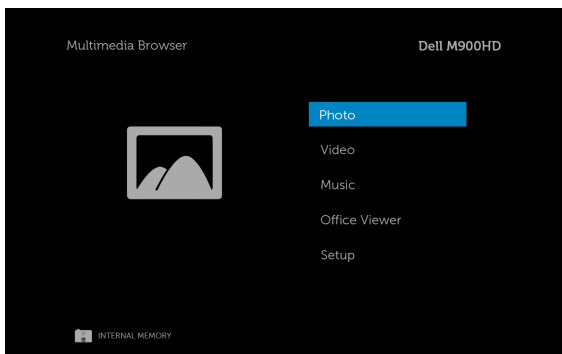 Multimedia Browser
Dell M900HD
Photo
Video
Music
Office Viewer
Setup
INTERNAL MEMORY